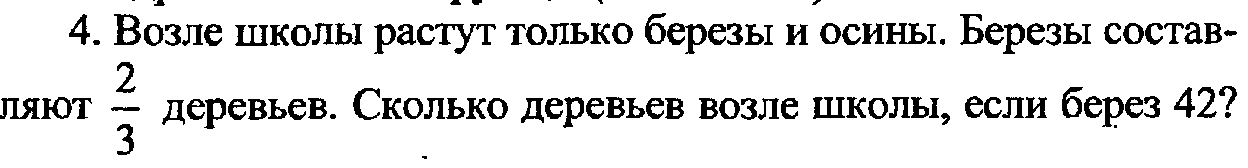 4. Возле школы растут только березы и осины. Березы состав-
ляют 2/3 деревьев. Сколько деревьев возле школы, если берез 42?